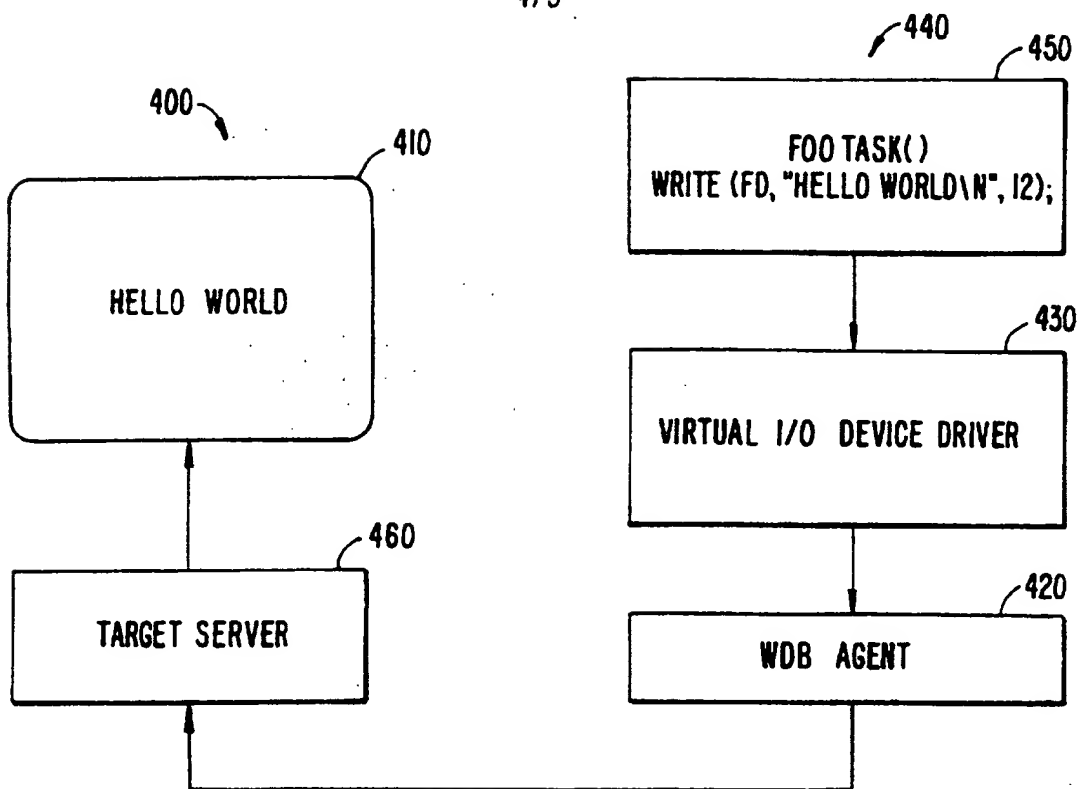 440
450
400
410
FOO TASK()
WRITE (FD, "HELLO WORLD\N", 12);
HELLO WORLD
430
VIRTUAL I/O DEVICE DRIVER
460
420
TARGET SERVER
WDB AGENT